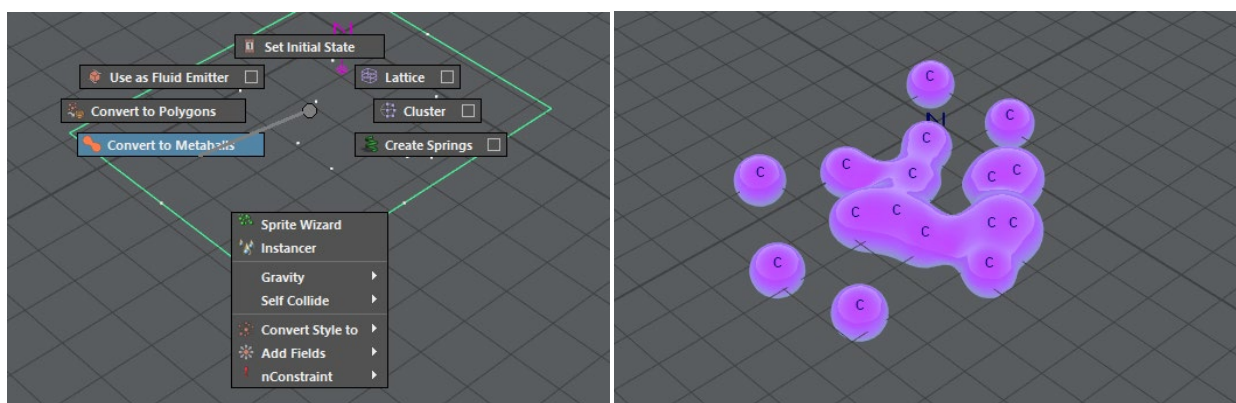 Set Initial State
Use as Fluid Emitter
Lattice
Convert to Polygons
Cluster
Convert to Metaballs
Create Springs
Sprite Wizard
Instancer
Gravity
Self Collide
Convert Style to
Add Fields
nConstraint
C
C
N
C
C
C
C
C C
C
C
C
C C
C
C
C
C